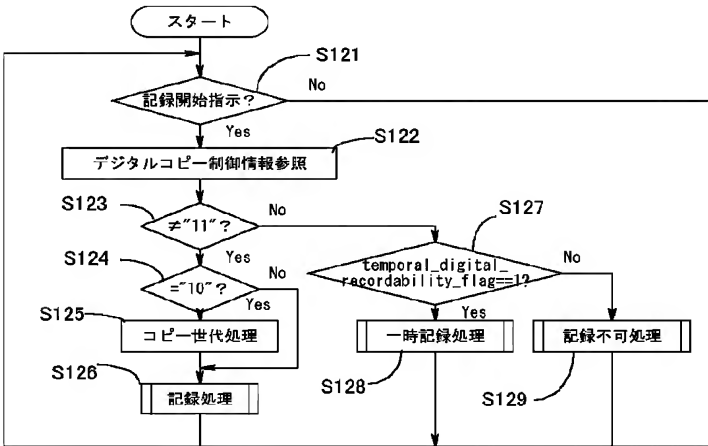 スタート
S121
記録開始指示？
No
Yes
S122
デジタルコピー制御情報参照
S123
≠"11"？
No
Yes
S127
temporal_digital_
recordability_flag==1?
No
Yes
S124
="10"？
No
Yes
S125
コピー世代処理
一時記録処理
記録不可処理
S126
記録処理
S128
S129